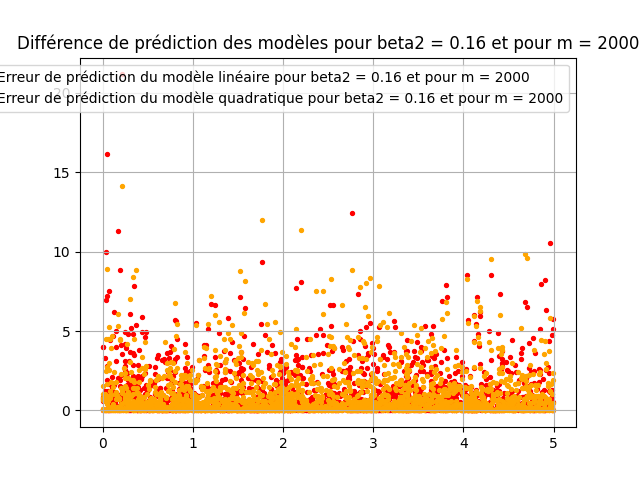 Différence de prédiction des modèles pour beta2 = 0.16 et pour m = 2000
Erreur de prédiction du modèle linéaire pour beta2 = 0.16 et pour m = 2000
Erreur de prédiction du modèle quadratique pour beta2 = 0.16 et pour m = 2000
20
15
10
5
0
0 1 2 3 4 5